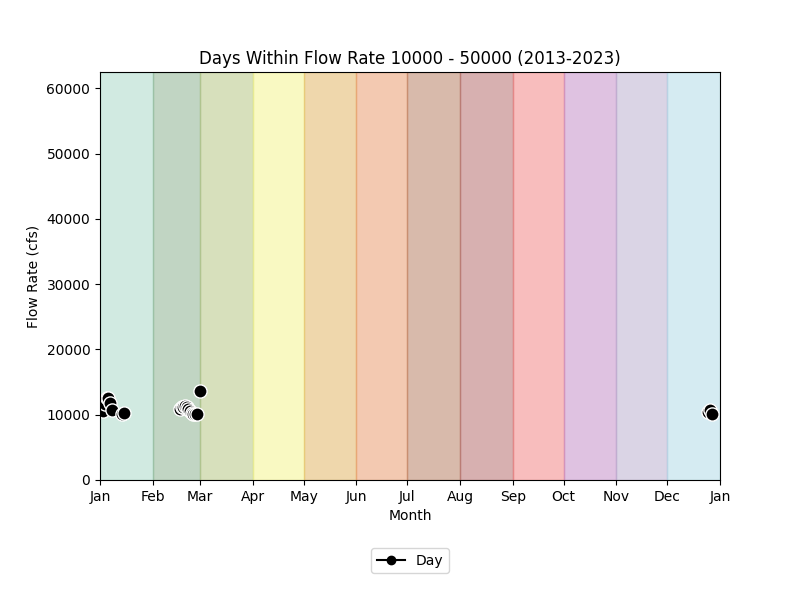 Days Within Flow Rate 10000 - 50000 (2013-2023)
60000
50000
40000
30000
20000
10000
0
Flow Rate (cfs)
Jan Feb Mar Apr May Jun Jul Aug Sep Oct Nov Dec Jan
Month
Day